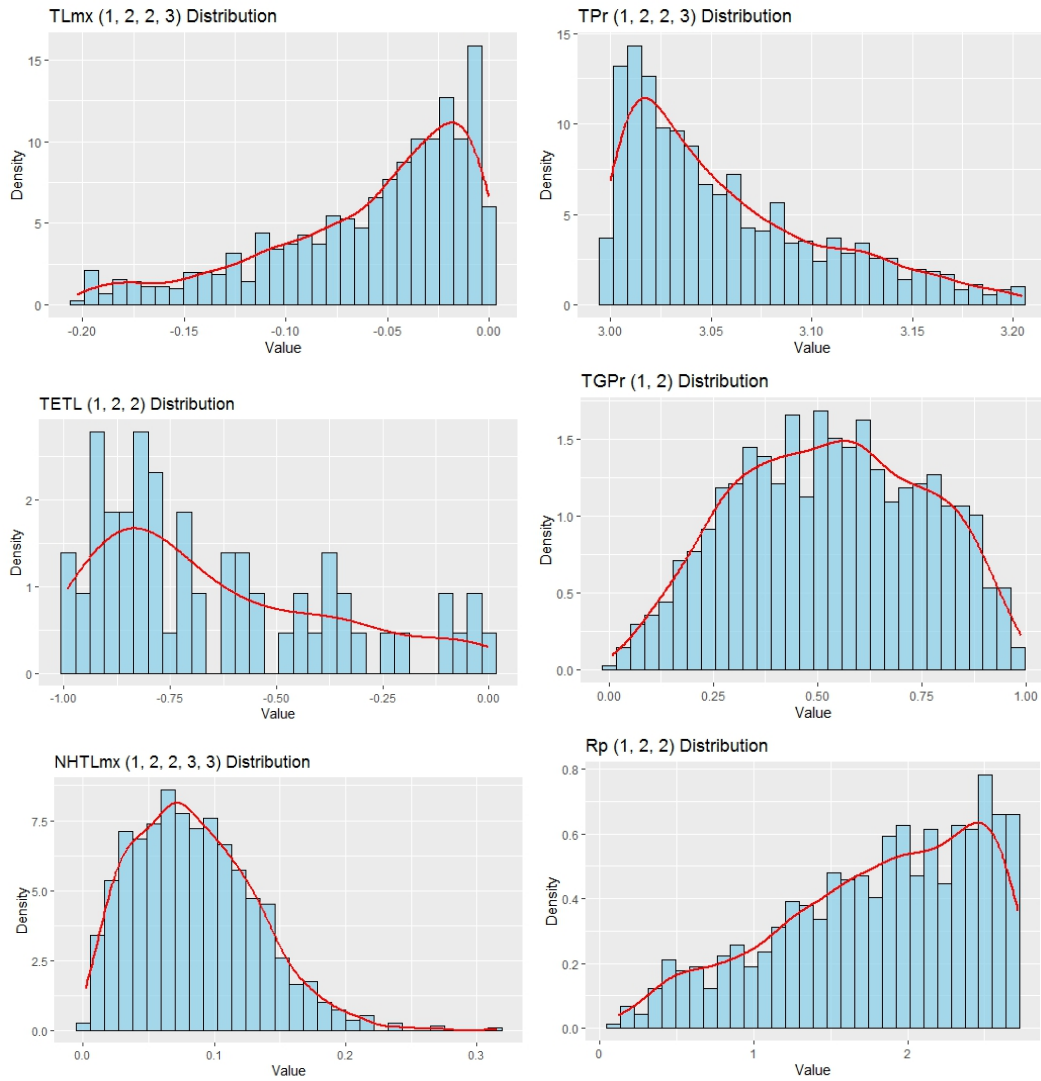 TLmx (1, 2, 2, 3) Distribution
15
10
5
0
Density
-0.20
-0.15
-0.10
-0.05
0.00
Value
TPr (1, 2, 2, 3) Distribution
15
10
5
0
Density
3.00
3.05
3.10
3.15
3.20
Value
TETL (1, 2, 2) Distribution
2
1
0
Density
-1.00
-0.75
-0.50
-0.25
0.00
Value
TGPr (1, 2) Distribution
1.5
1.0
0.5
0.0
Density
0.00
0.25
0.50
0.75
1.00
Value
NHTLmx (1, 2, 2, 3, 3) Distribution
7.5
5.0
2.5
0.0
Density
0.0
0.1
0.2
0.3
Value
Rp (1, 2, 2) Distribution
0.8
0.6
0.4
0.2
0.0
Density
0
1
2
Value